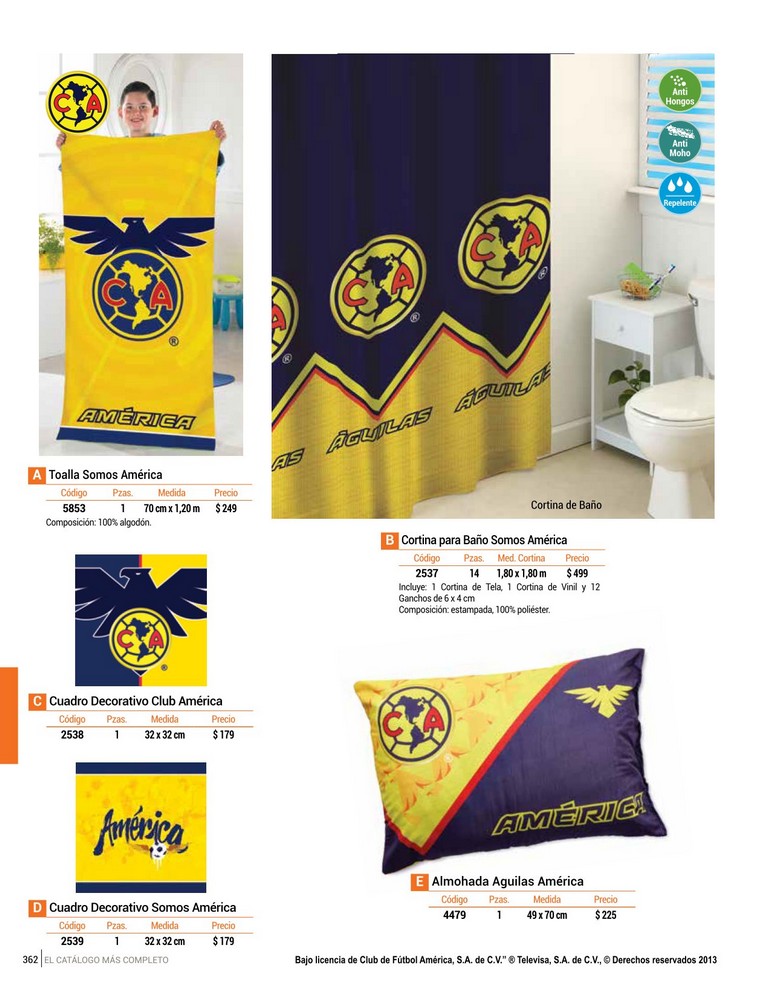 CA
CA
®
AMÉRICA
Anti
Hongos
Anti
Moho
Repelente
CA
®
CA
®
A
®
ÁGUILAS
ÁGUILAS
AS
Cortina de Baño
A Toalla Somos América
Código Pzas. Medida Precio
5853 1 70 cm x 1,20 m $ 249
Composición: 100% algodón.
B Cortina para Baño Somos América
Código Pzas. Med. Cortina Precio
2537 14 1,80 x 1,80 m $ 499
Incluye: 1 Cortina de Tela, 1 Cortina de Vinil y 12
Ganchos de 6 x 4 cm
Composición: estampada, 100% poliéster.
CA
®
C Cuadro Decorativo Club América
Código Pzas. Medida Precio
2538 1 32 x 32 cm $ 179
América
D Cuadro Decorativo Somos América
Código Pzas. Medida Precio
2539 1 32 x 32 cm $ 179
CA
®
AMÉRICA
E Almohada Aguilas América
Código Pzas. Medida Precio
4479 1 49 x 70 cm $ 225
362 EL CATÁLOGO MÁS COMPLETO
Bajo licencia de Club de Fútbol América, S.A. de C.V.” ® Televisa, S.A. de C.V., © Derechos reservados 2013